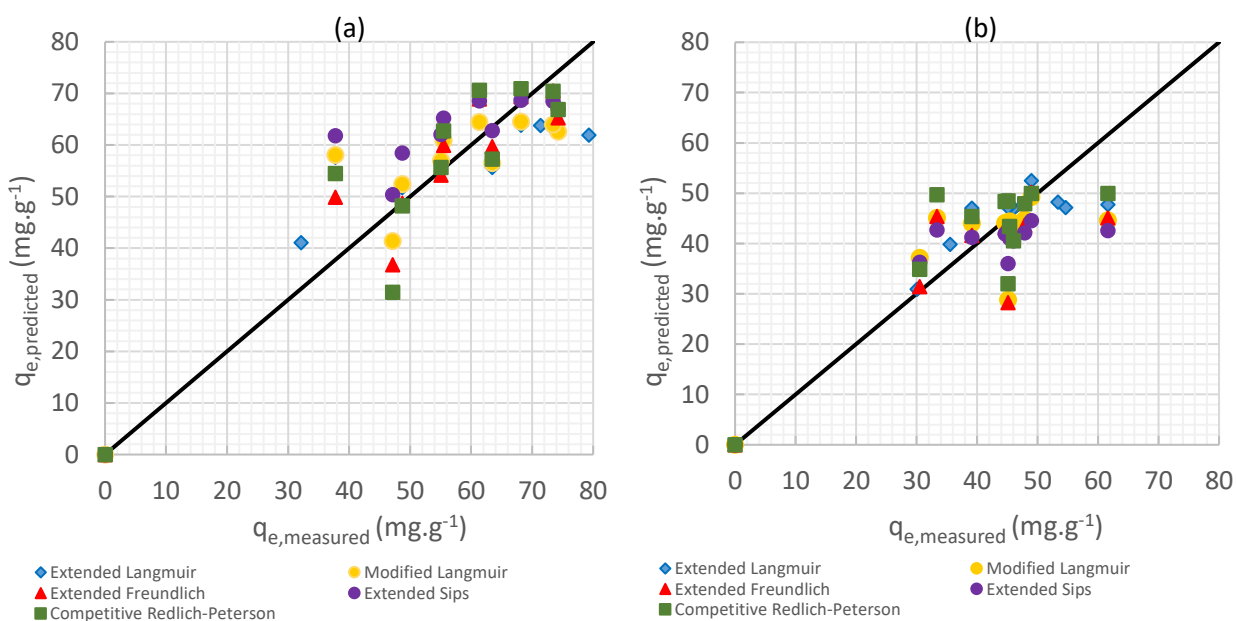 (a)
80
70
60
50
40
30
20
10
0
qe,predicted (mg.g-1)
0 10 20 30 40 50 60 70 80
qe,measured (mg.g-1)
Extended Langmuir Modified Langmuir
Extended Freundlich Extended Sips
Competitive Redlich-Peterson
(b)
80
70
60
50
40
30
20
10
0
qe,predicted (mg.g-1)
0 10 20 30 40 50 60 70 80
qe,measured (mg.g-1)
Extended Langmuir Modified Langmuir
Extended Freundlich Extended Sips
Competitive Redlich-Peterson